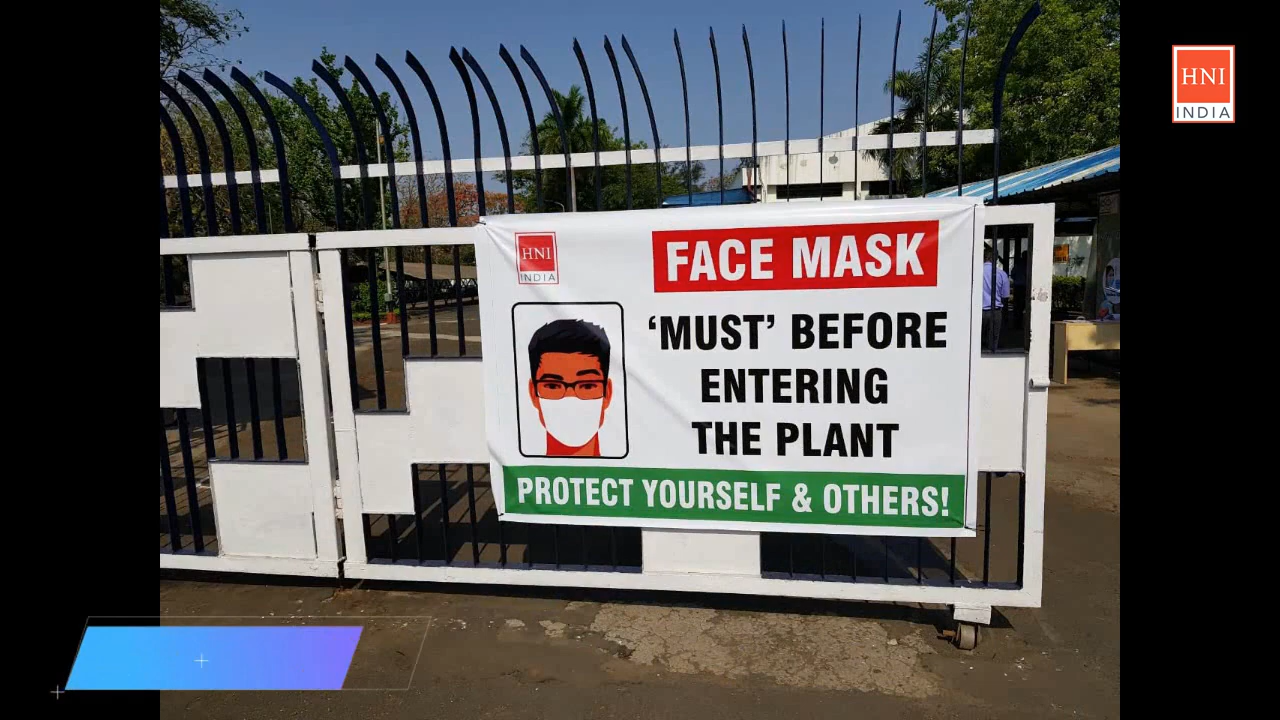 HNI
INDIA
HNI
INDIA
FACE MASK
‘MUST’ BEFORE
ENTERING
THE PLANT
PROTECT YOURSELF & OTHERS!